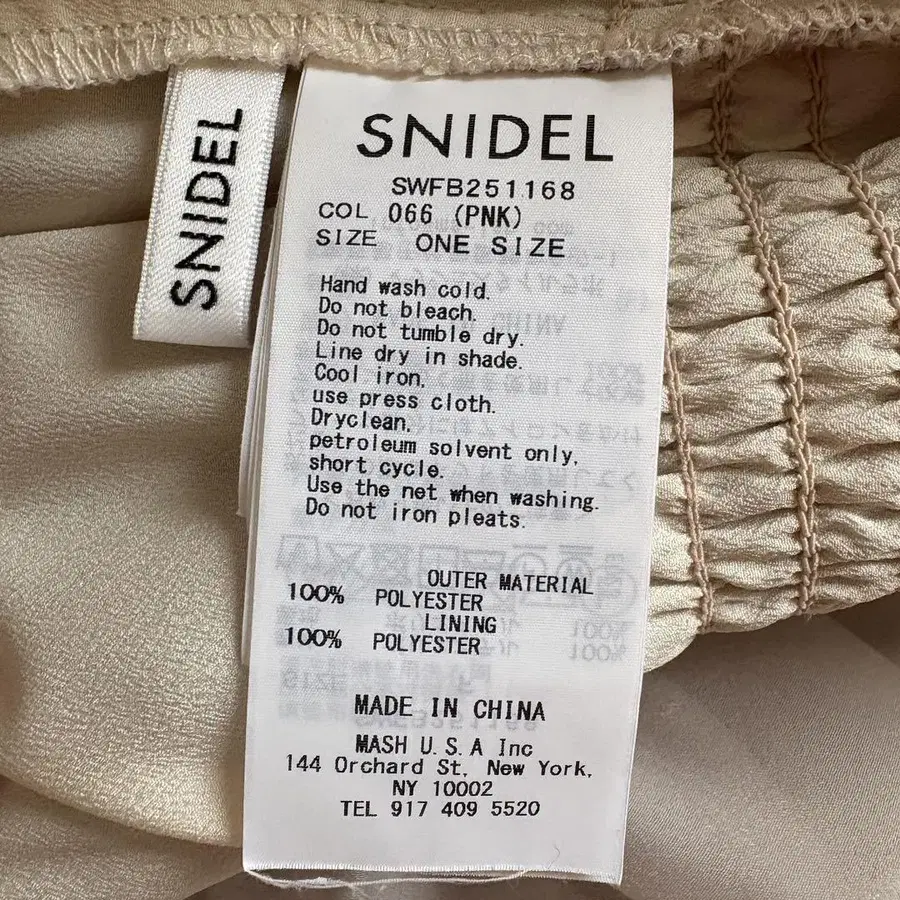 SNIDEL
SNIDEL
SWFB251168
COL 066 (PNK)
SIZE ONE SIZE
Hand wash cold.
Do not bleach.
Do not tumble dry.
Line dry in shade.
Cool iron.
use press cloth.
Dryclean.
petroleum solvent only,
short cycle.
Use the net when washing.
Do not iron pleats.
OUTER MATERIAL
100% POLYESTER
LINING
100% POLYESTER
MADE IN CHINA
MASH U.S.A Inc
144 Orchard St, New York,
NY 10002
TEL 917 409 5520